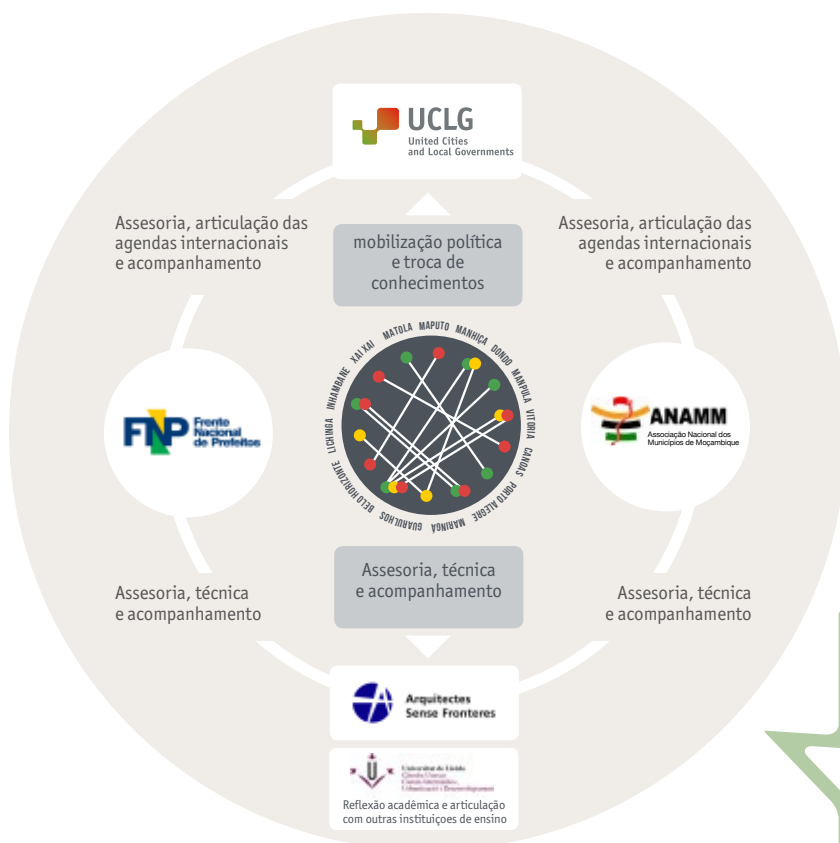 UCLG
United Cities
and Local Governments
Assesoria, articulação das
agendas internacionais
e acompanhamento
mobilização política
e troca de
conhecimentos
Assesoria, articulação das
agendas internacionais
e acompanhamento
LICHINGA INHAMBANE XAI XAI MATOLA MAPUTO MANHIÇA DONDO MANPULA VITORIA CANOAS PORTO ALEGRE MARINGÁ GUARULHOS BELO HORIZONTE
FNP Frente
Nacional
de Prefeitos
ANAMM
Associação Nacional dos
Municípios de Moçambique
Assesoria, técnica
e acompanhamento
Assesoria, técnica
e acompanhamento
Assesoria, técnica
e acompanhamento
Arquitectes
Sense Fronteres
Universitat de Lleida
Reflexão acadêmica e articulação
com outras instituiçoes de ensino